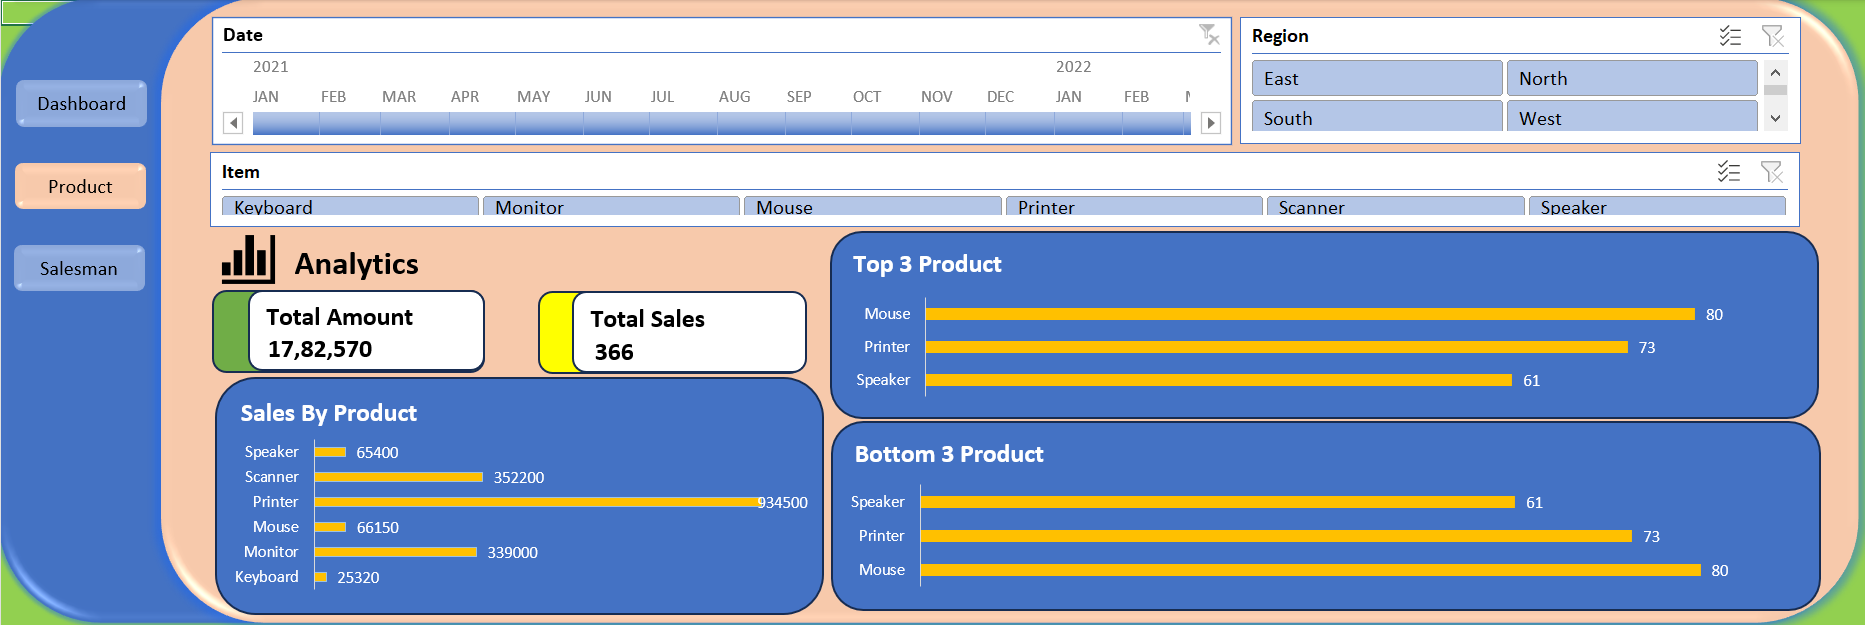 Dashboard
Product
Salesman
Date
2021 2022
JAN FEB MAR APR MAY JUN JUL AUG SEP OCT NOV DEC JAN FEB
Region
East North
South West
Item
Keyboard Monitor Mouse Printer Scanner Speaker
Analytics
Total Amount
17,82,570
Total Sales
366
Sales By Product
Speaker 65400
Scanner 352200
Printer 934500
Mouse 66150
Monitor 339000
Keyboard 25320
Top 3 Product
Mouse 80
Printer 73
Speaker 61
Bottom 3 Product
Speaker 61
Printer 73
Mouse 80